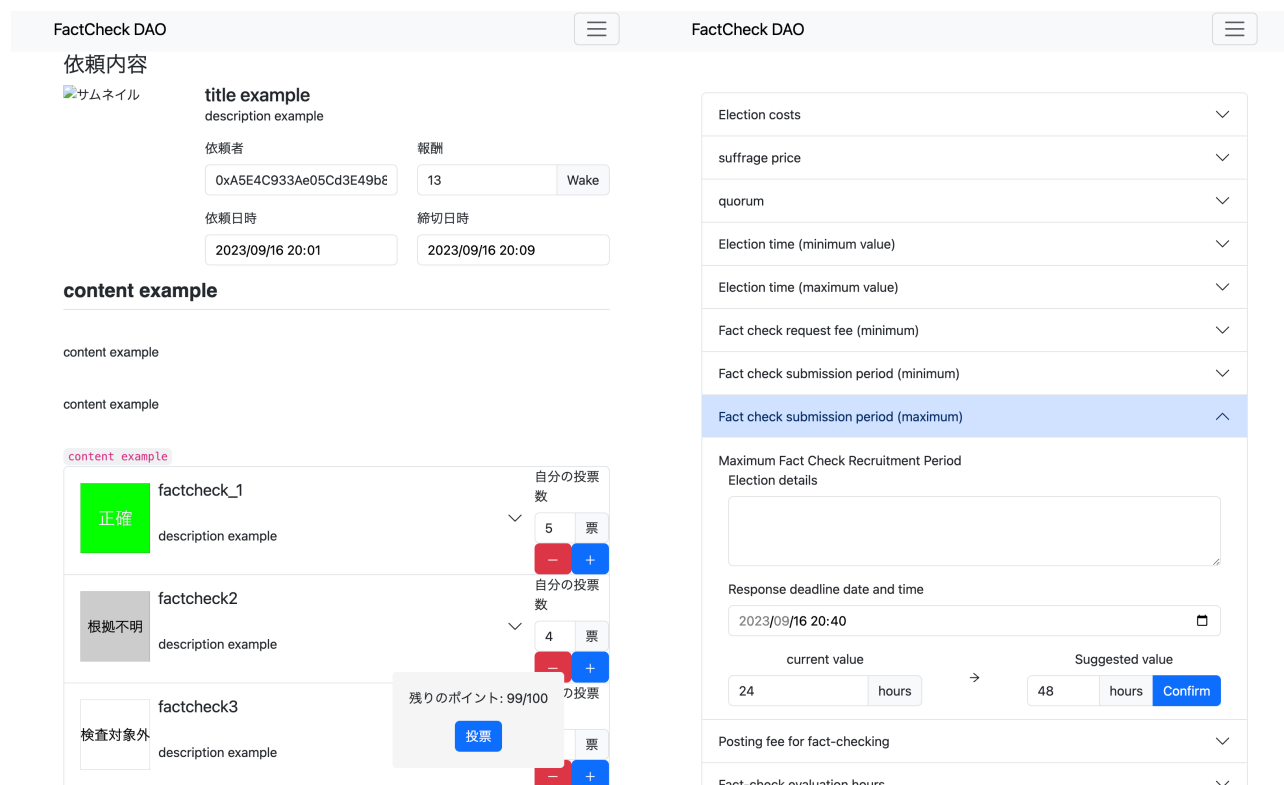 FactCheck DAO
依頼内容
サムネイル
title example
description example
依頼者
報酬
0xA5E4C933Ae05Cd3E49b8
13
Wake
依頼日時
締切日時
2023/09/16 20:01
2023/09/16 20:09
content example
content example
content example
content example
正確
factcheck_1
description example
自分の投票
数
5
票
−
+
根拠不明
factcheck2
description example
自分の投票
数
4
票
−
+
検査対象外
factcheck3
description example
の投票
票
−
+
残りのポイント: 99/100
投票
FactCheck DAO
Election costs
suffrage price
quorum
Election time (minimum value)
Election time (maximum value)
Fact check request fee (minimum)
Fact check submission period (minimum)
Fact check submission period (maximum)
Maximum Fact Check Recruitment Period
Election details
Response deadline date and time
2023/09/16 20:40
current value
Suggested value
24
hours
→
48
hours
Confirm
Posting fee for fact-checking
Fact-check evaluation hours